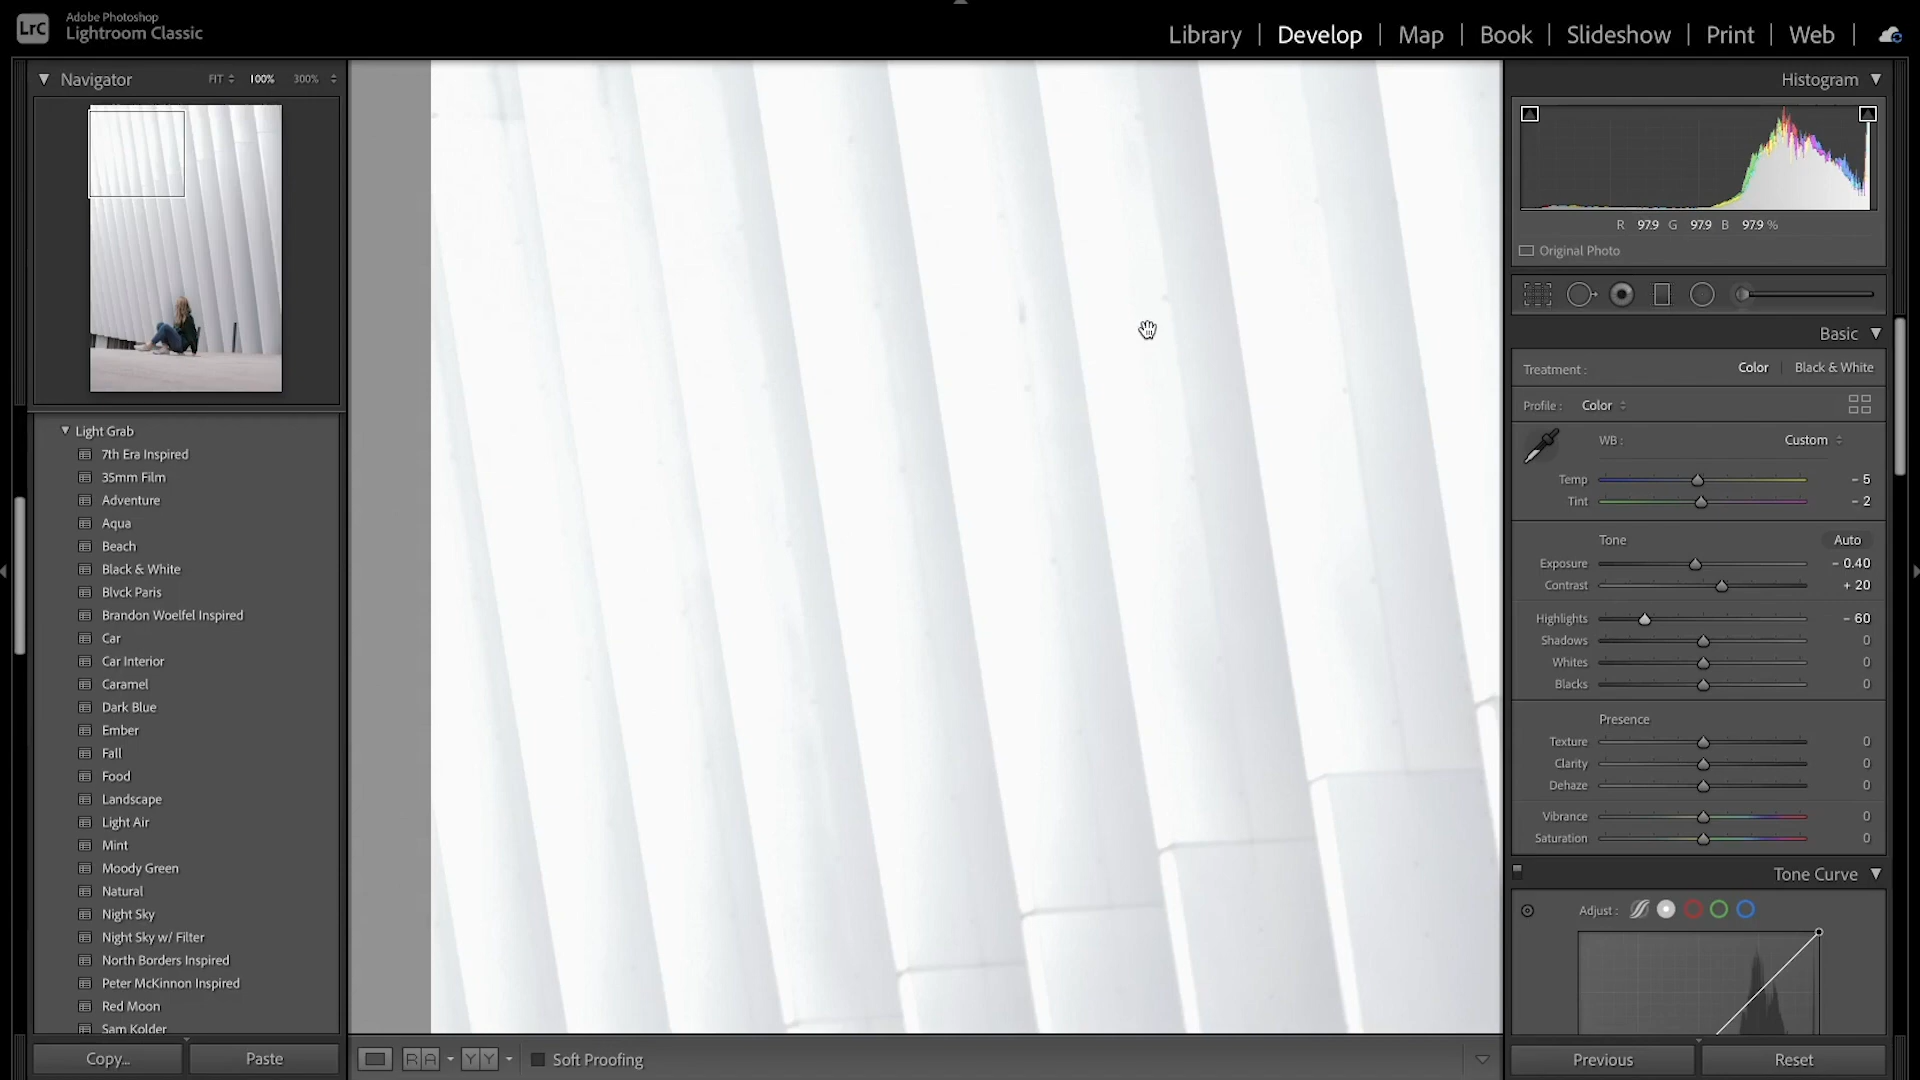 LrC
Adobe Photoshop
Lightroom Classic
Library | Develop | Map | Book | Slideshow | Print | Web
Navigator FIT 100% 300%
Light Grab
7th Era Inspired
35mm Film
Adventure
Aqua
Beach
Black & White
Blvck Paris
Brandon Woelfel Inspired
Car
Car Interior
Caramel
Dark Blue
Ember
Fall
Food
Landscape
Light Air
Mint
Moody Green
Natural
Night Sky
Night Sky w/ Filter
North Borders Inspired
Peter McKinnon Inspired
Red Moon
Sam Kolder
Copy... Paste
R A Y Y Soft Proofing
Histogram
R 97.9 G 97.9 B 97.9 %
Original Photo
Basic
Treatment : Color | Black & White
Profile : Color
WB : Custom
Temp - 5
Tint - 2
Tone Auto
Exposure - 0.40
Contrast + 20
Highlights - 60
Shadows 0
Whites 0
Blacks 0
Presence
Texture 0
Clarity 0
Dehaze 0
Vibrance 0
Saturation 0
Tone Curve
Adjust :
Previous Reset